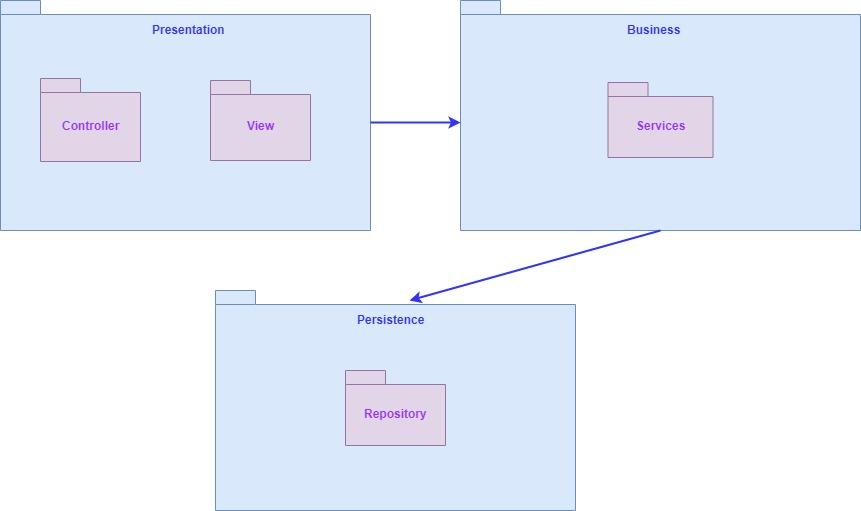 Presentation
Business
Controller
View
Services
Persistence
Repository